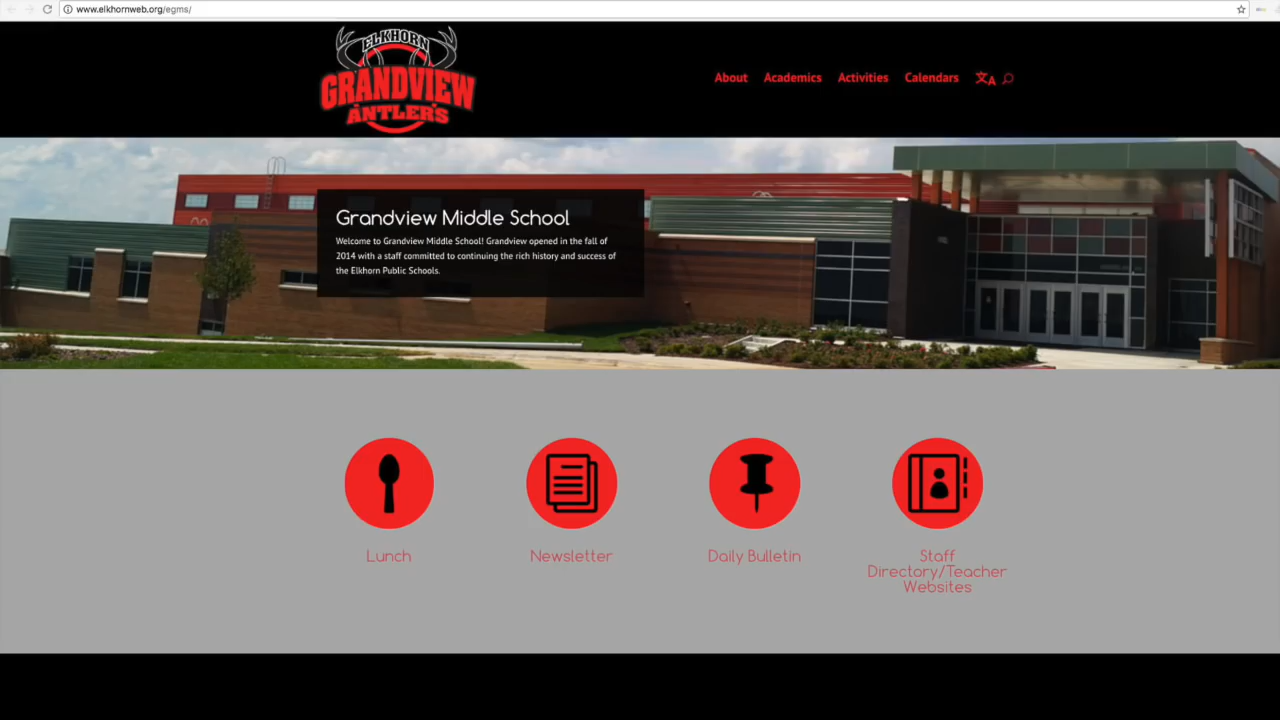 www.elkhornweb.org/egms/
ELKHORN
GRANDVIEW
ANTLERS
About Academics Activities Calendars 文A
Grandview Middle School
Welcome to Grandview Middle School! Grandview opened in the fall of
2014 with a staff committed to continuing the rich history and success of
the Elkhorn Public Schools.
Lunch
Newsletter
Daily Bulletin
Staff
Directory/Teacher
Websites